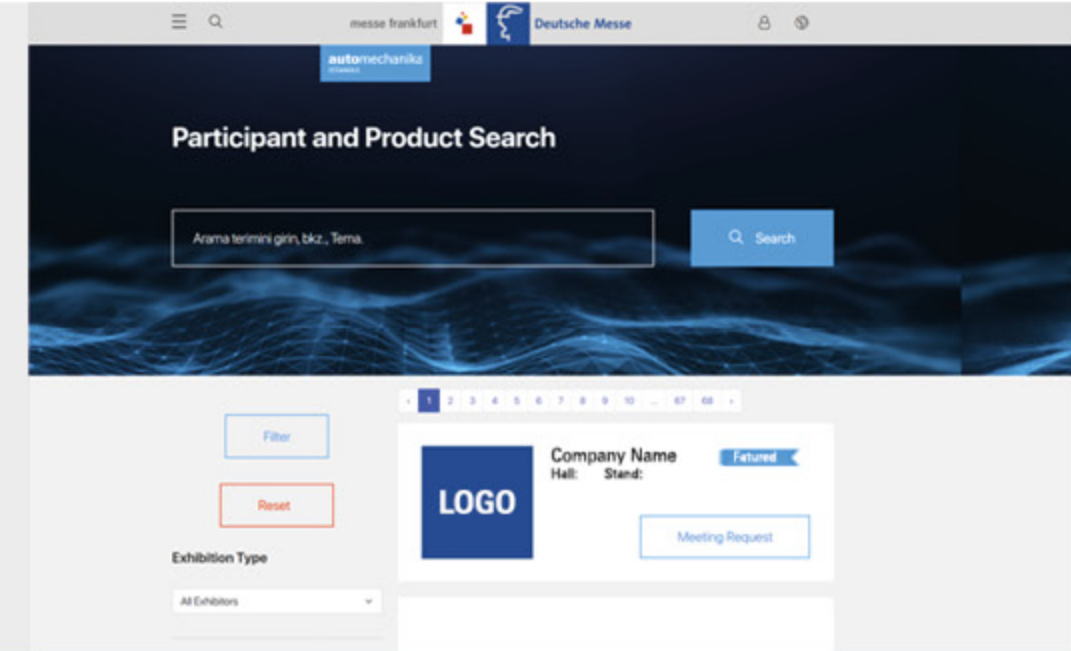 messe frankfurt
Deutsche Messe
automechanika
ISTANBUL
Participant and Product Search
Arama terimini girin, bkz., Tema.
Search
‹ 1 2 3 4 5 6 7 8 9 10 ... 67 68 ›
Filter
Company Name
Fatured
Hall: Stand:
LOGO
Reset
Meeting Request
Exhibition Type
All Exhibitors